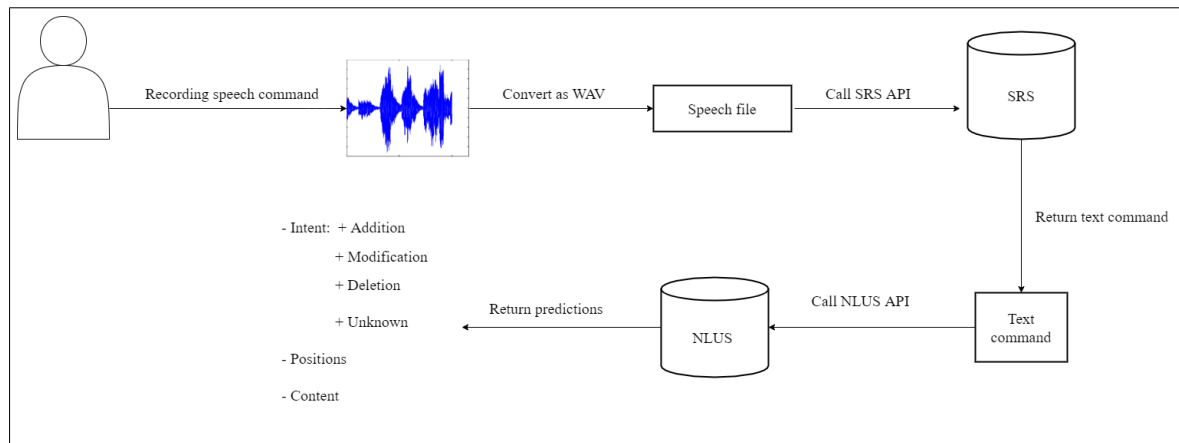 Recording speech command
Convert as WAV
Speech file
Call SRS API
SRS
Return text command
Text
command
Call NLUS API
NLUS
Return predictions
- Intent: + Addition
+ Modification
+ Deletion
+ Unknown
- Positions
- Content